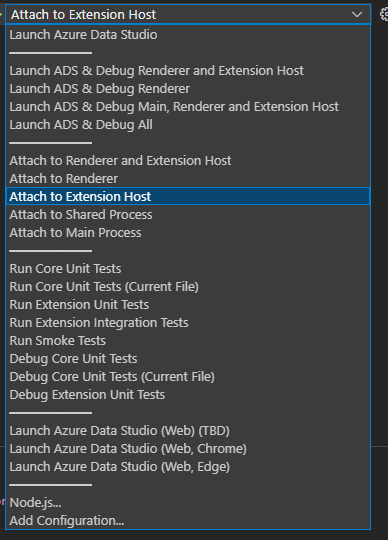 Attach to Extension Host
Launch Azure Data Studio
Launch ADS & Debug Renderer and Extension Host
Launch ADS & Debug Renderer
Launch ADS & Debug Main, Renderer and Extension Host
Launch ADS & Debug All
Attach to Renderer and Extension Host
Attach to Renderer
Attach to Extension Host
Attach to Shared Process
Attach to Main Process
Run Core Unit Tests
Run Core Unit Tests (Current File)
Run Extension Unit Tests
Run Extension Integration Tests
Run Smoke Tests
Debug Core Unit Tests
Debug Core Unit Tests (Current File)
Debug Extension Unit Tests
Launch Azure Data Studio (Web) (TBD)
Launch Azure Data Studio (Web, Chrome)
Launch Azure Data Studio (Web, Edge)
Node.js...
Add Configuration...